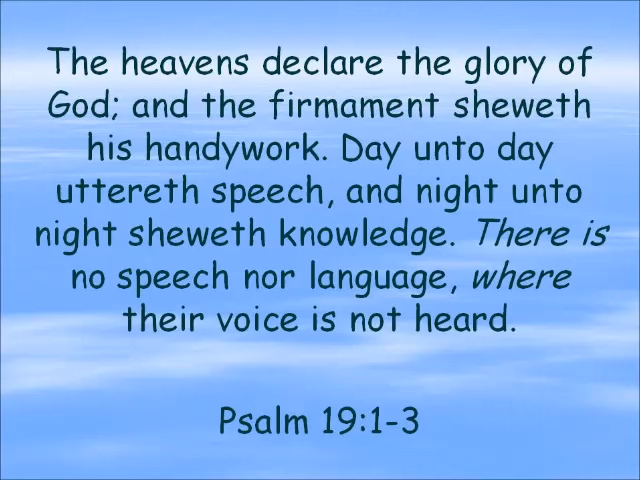 The heavens declare the glory of
God; and the firmament sheweth
his handywork. Day unto day
uttereth speech, and night unto
night sheweth knowledge. There is
no speech nor language, where
their voice is not heard.
Psalm 19:1-3